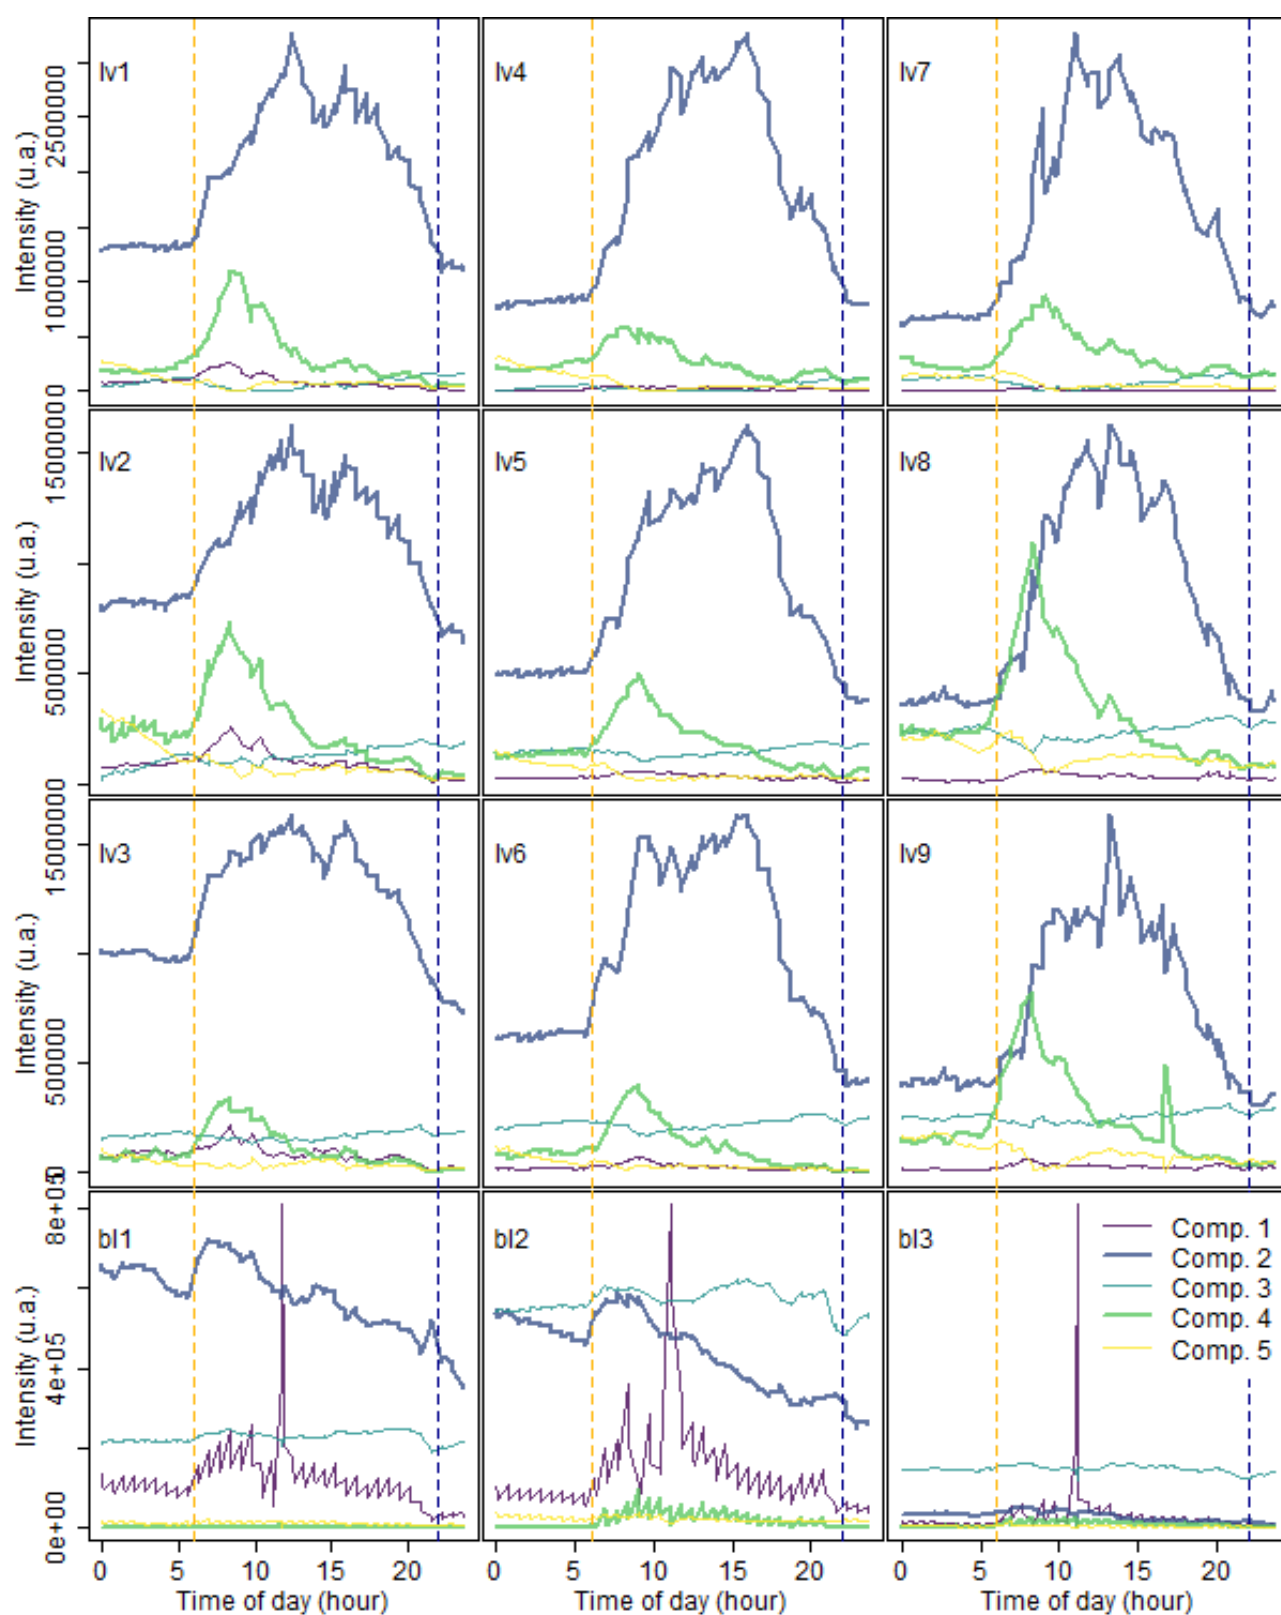 Intensity (u.a.)
0
1000000
2500000
lv1
lv4
lv7
Intensity (u.a.)
0
500000
1500000
lv2
lv5
lv8
Intensity (u.a.)
0
500000
1500000
lv3
lv6
lv9
Intensity (u.a.)
0e+00
4e+05
8e+05
bl1
bl2
bl3
Comp. 1
Comp. 2
Comp. 3
Comp. 4
Comp. 5
0 5 10 15 20
0 5 10 15 20
0 5 10 15 20
Time of day (hour)
Time of day (hour)
Time of day (hour)